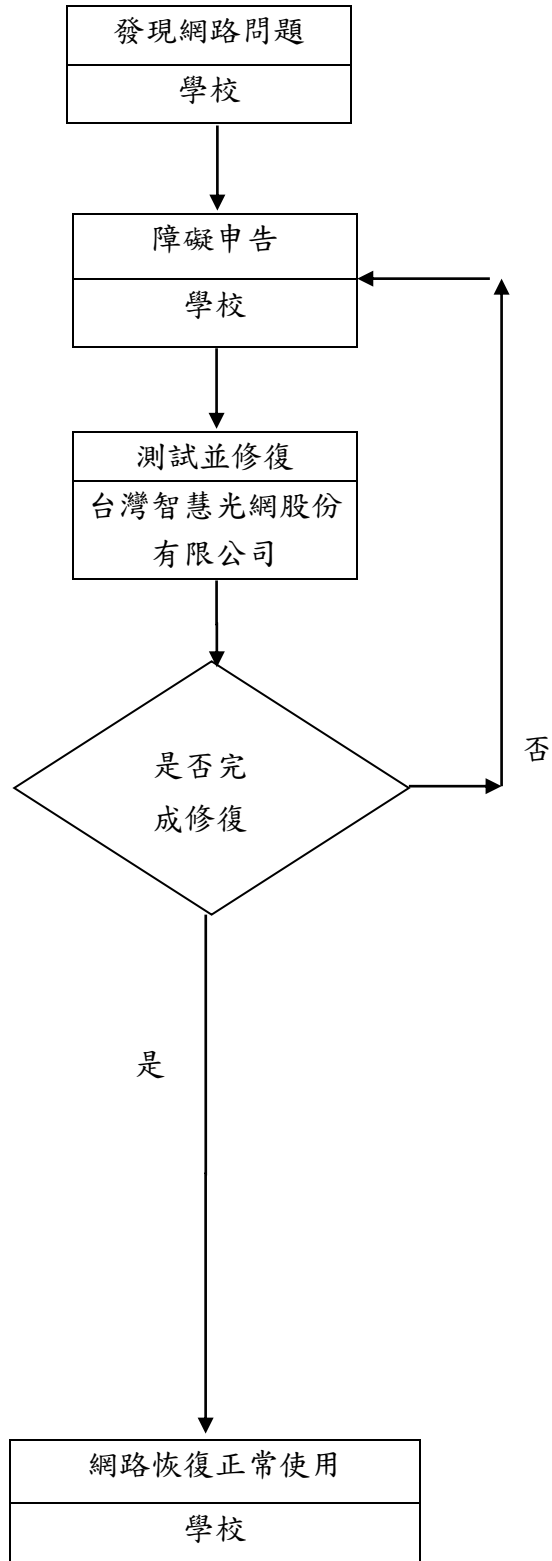 發現網路問題
學校
障礙申告
學校
測試並修復
台灣智慧光網股份
有限公司
是否完
成修復
否
是
網路恢復正常使用
學校